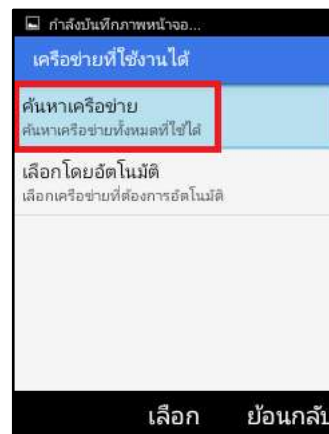 กำลังบันทึกภาพหน้าจอ...
เครือข่ายที่ใช้งานได้
ค้นหาเครือข่าย
ค้นหาเครือข่ายทั้งหมดที่ใช้ได้
เลือกโดยอัตโนมัติ
เลือกเครือข่ายที่ต้องการอัตโนมัติ
เลือก ย้อนกลับ